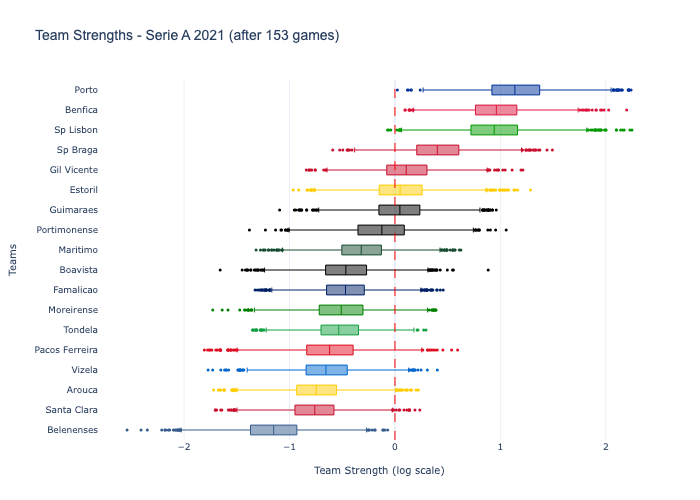 Team Strengths - Serie A 2021 (after 153 games)
Porto
Benfica
Sp Lisbon
Sp Braga
Gil Vicente
Estoril
Guimaraes
Portimonense
Maritimo
Boavista
Famalicao
Moreirense
Tondela
Pacos Ferreira
Vizela
Arouca
Santa Clara
Belenenses
Teams
−2 −1 0 1 2
Team Strength (log scale)